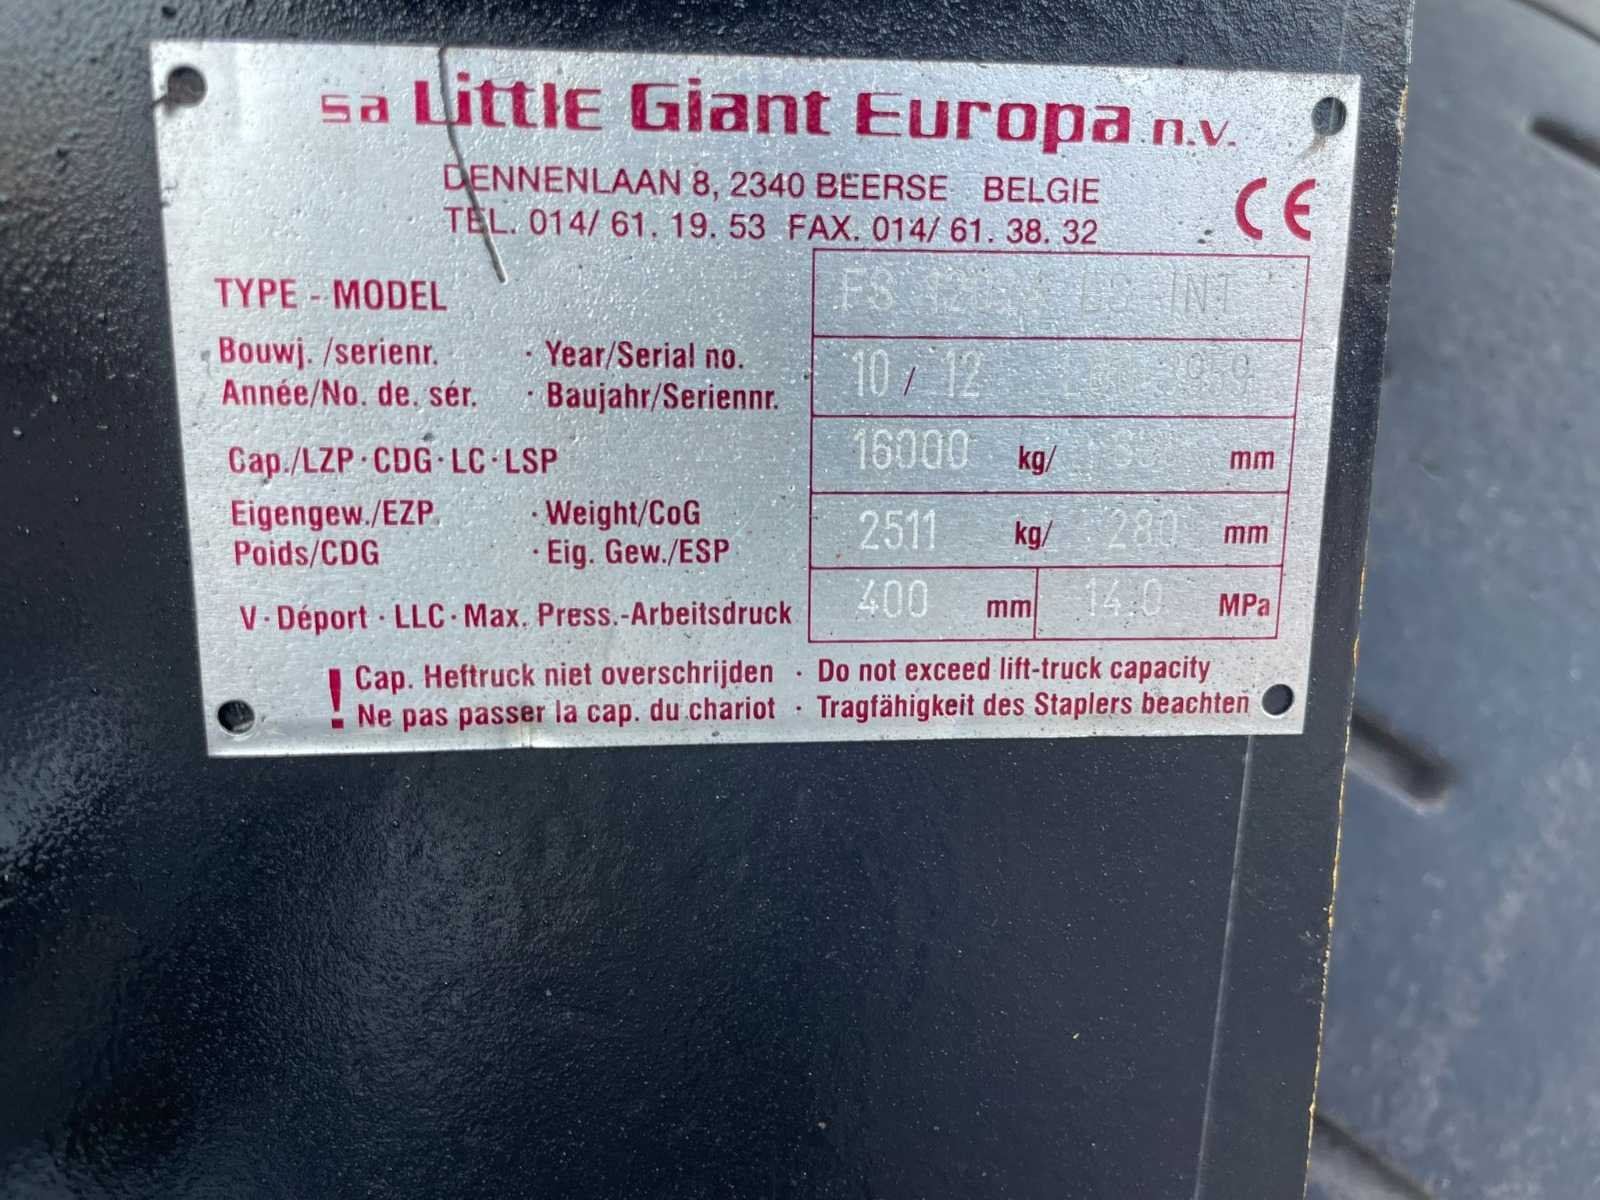 sa Little Giant Europa n.v.
DENNENLAAN 8, 2340 BEERSE BELGIE
TEL. 014/ 61. 19. 53 FAX. 014/ 61. 38. 32
CE
TYPE - MODEL FS INT
Bouwj. /serienr. · Year/Serial no. 10 / 12
Année/No. de. sér. · Baujahr/Seriennr.
Cap./LZP · CDG · LC · LSP 16000 kg/ mm
Eigengew./EZP. · Weight/CoG 2511 kg/ 280 mm
Poids/CDG · Eig. Gew./ESP
V · Déport · LLC · Max. Press.-Arbeitsdruck 400 mm 14.0 MPa
! Cap. Heftruck niet overschrijden · Do not exceed lift-truck capacity
Ne pas passer la cap. du chariot · Tragfähigkeit des Staplers beachten